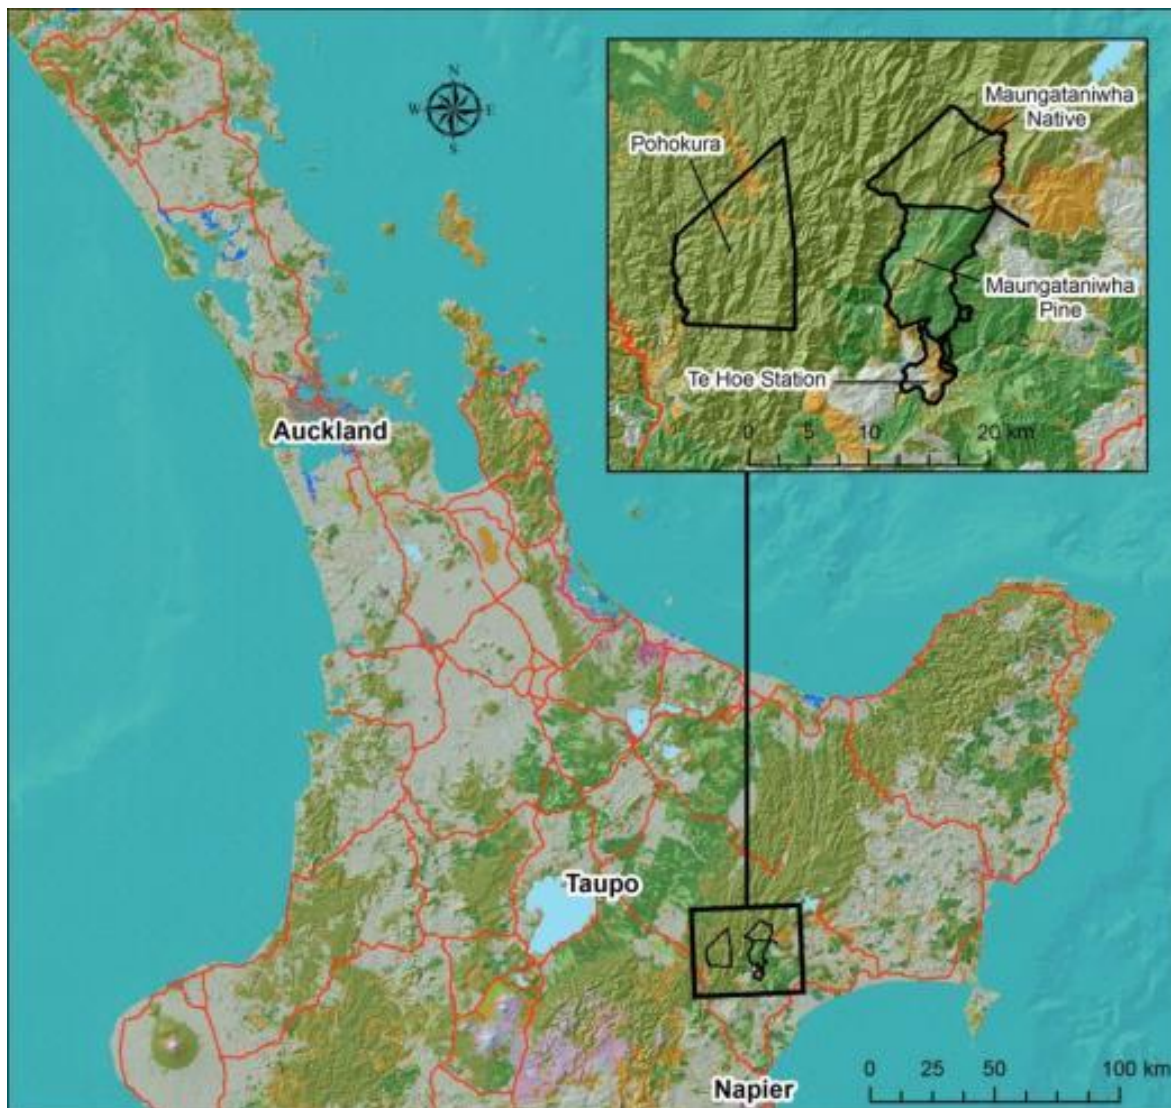 N
W E
S
Maungataniwha
Native
Pohokura
Maungataniwha
Pine
Te Hoe Station
0 5 10 20 km
Auckland
Taupo
Napier
0 25 50 100 km